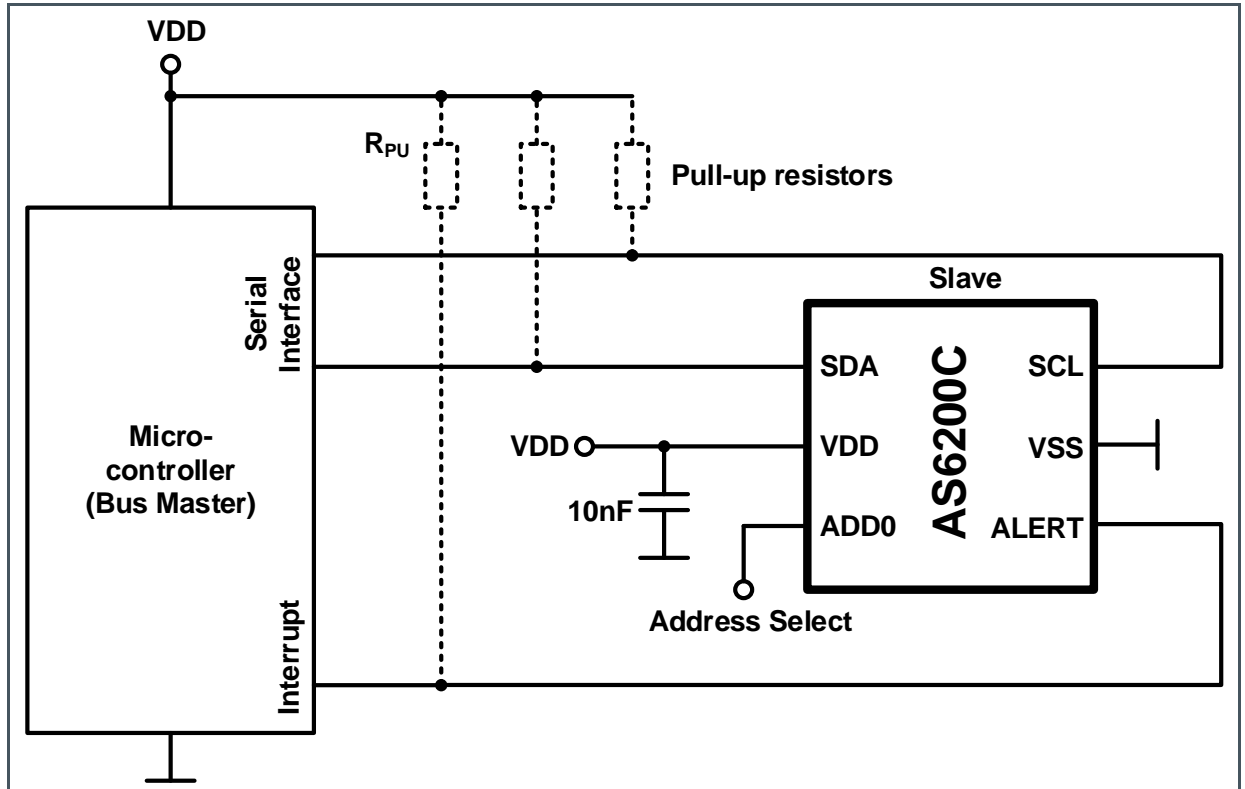 VDD
RPU
Pull-up resistors
Serial
Interface
Slave
SDA
SCL
AS6200C
Micro-
controller
(Bus Master)
VDD
VDD
VSS
10nF
ADD0
ALERT
Address Select
Interrupt